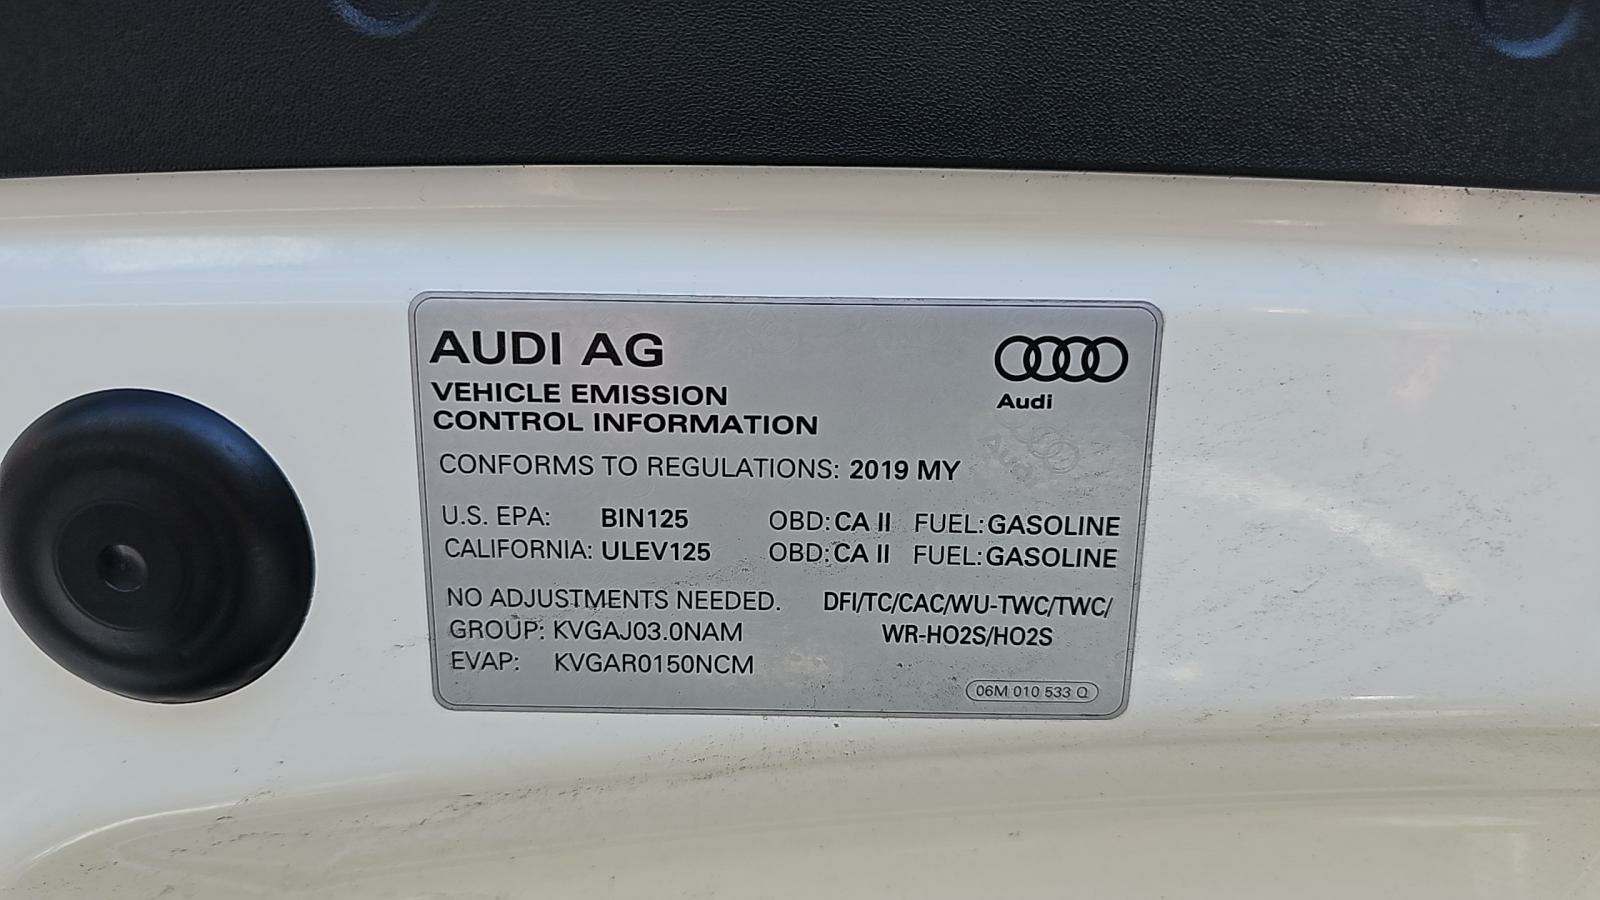 AUDI AG
Audi
VEHICLE EMISSION
CONTROL INFORMATION
CONFORMS TO REGULATIONS: 2019 MY
U.S. EPA: BIN125 OBD: CA II FUEL: GASOLINE
CALIFORNIA: ULEV125 OBD: CA II FUEL: GASOLINE
NO ADJUSTMENTS NEEDED. DFI/TC/CAC/WU-TWC/TWC/
GROUP: KVGAJ03.0NAM WR-HO2S/HO2S
EVAP: KVGAR0150NCM
06M 010 533 Q